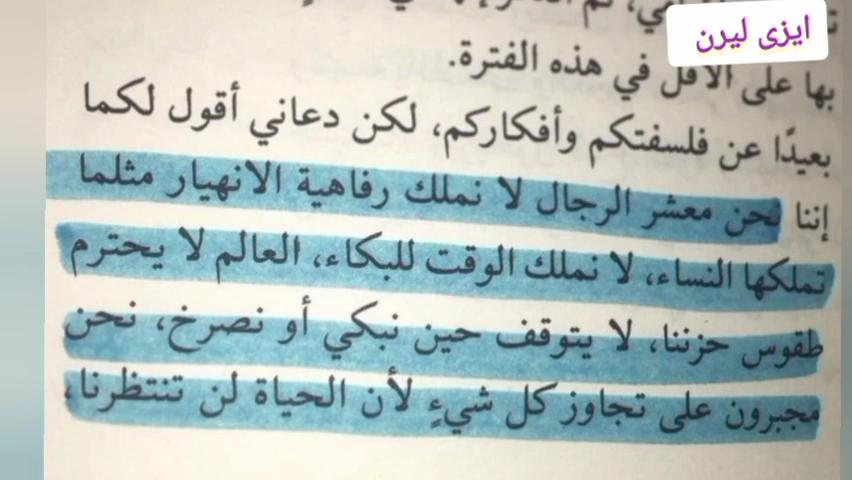 ايزى ليرن
بها على الأقل في هذه الفترة.
بعيدًا عن فلسفتكم وأفكاركم، لكن دعاني أقول لكما
إننا نحن معشر الرجال لا نملك رفاهية الانهيار مثلما
تملكها النساء، لا نملك الوقت للبكاء، العالم لا يحترم
طقوس حزننا، لا يتوقف حين نبكي أو نصرخ، نحن
مجبرون على تجاوز كل شيءٍ لأن الحياة لن تنتظرنا،